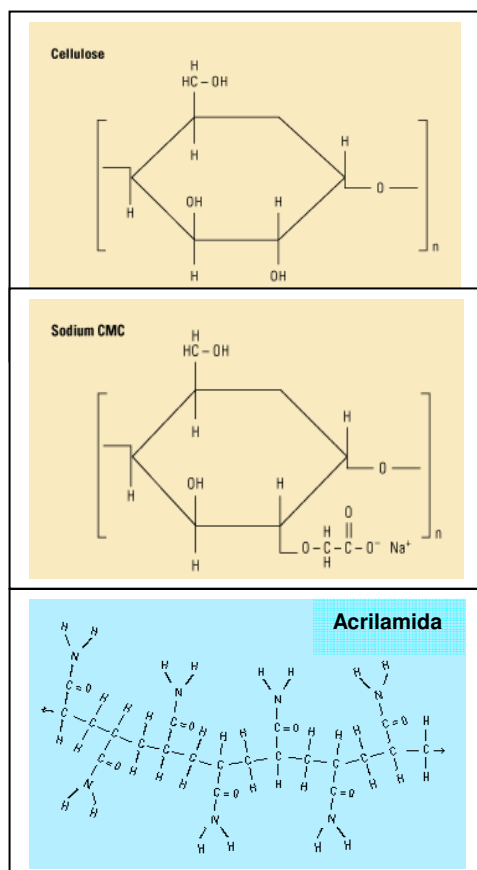 Cellulose
H
HC – OH
H
H
O
H
OH
H
H
OH
n
Sodium CMC
H
HC – OH
H
H
O
H
OH
H
H
O – C – C – O⁻ Na⁺
O
H
H
n
Acrilamida
H H
N
H H H H H H
C=O N N N
H H H
C C=O C=O C=O
H H H H H H
C C C C C C C C C C C C
H C=O H H C=O H H H C=O H H
N N N
H H H H H H